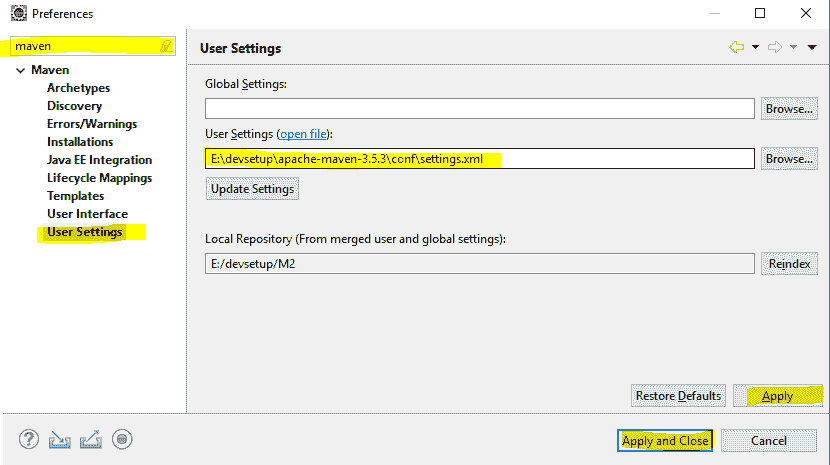 Preferences
maven
Maven
Archetypes
Discovery
Errors/Warnings
Installations
Java EE Integration
Lifecycle Mappings
Templates
User Interface
User Settings
User Settings
Global Settings:
Browse...
User Settings (open file):
E:\devsetup\apache-maven-3.5.3\conf\settings.xml
Browse...
Update Settings
Local Repository (From merged user and global settings):
E:/devsetup/M2
Reindex
Restore Defaults
Apply
Apply and Close
Cancel